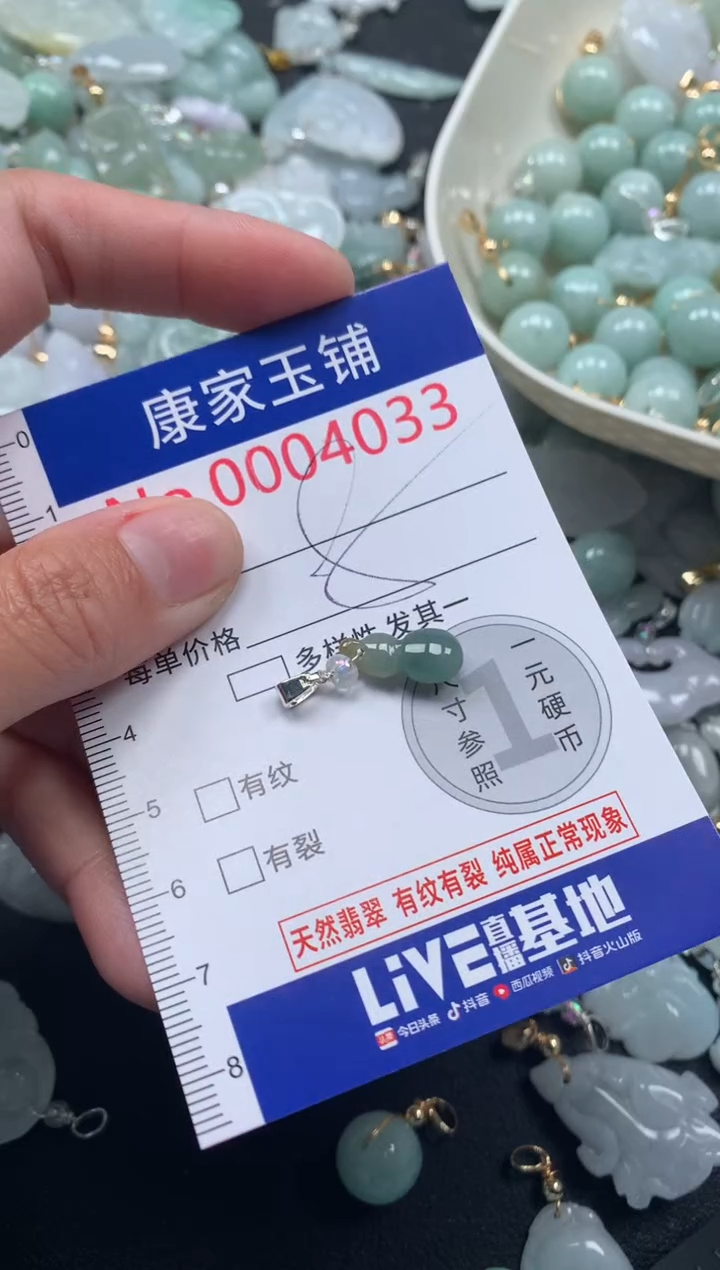 康家玉铺
No 0004033
0
1
每单价格
多样性 发其一
4
一元硬币
尺寸参照
1
5
有纹
6
有裂
天然翡翠 有纹有裂 纯属正常现象
7
LiVE直播基地
头条 今日头条 抖音 西瓜视频 抖音火山版
8